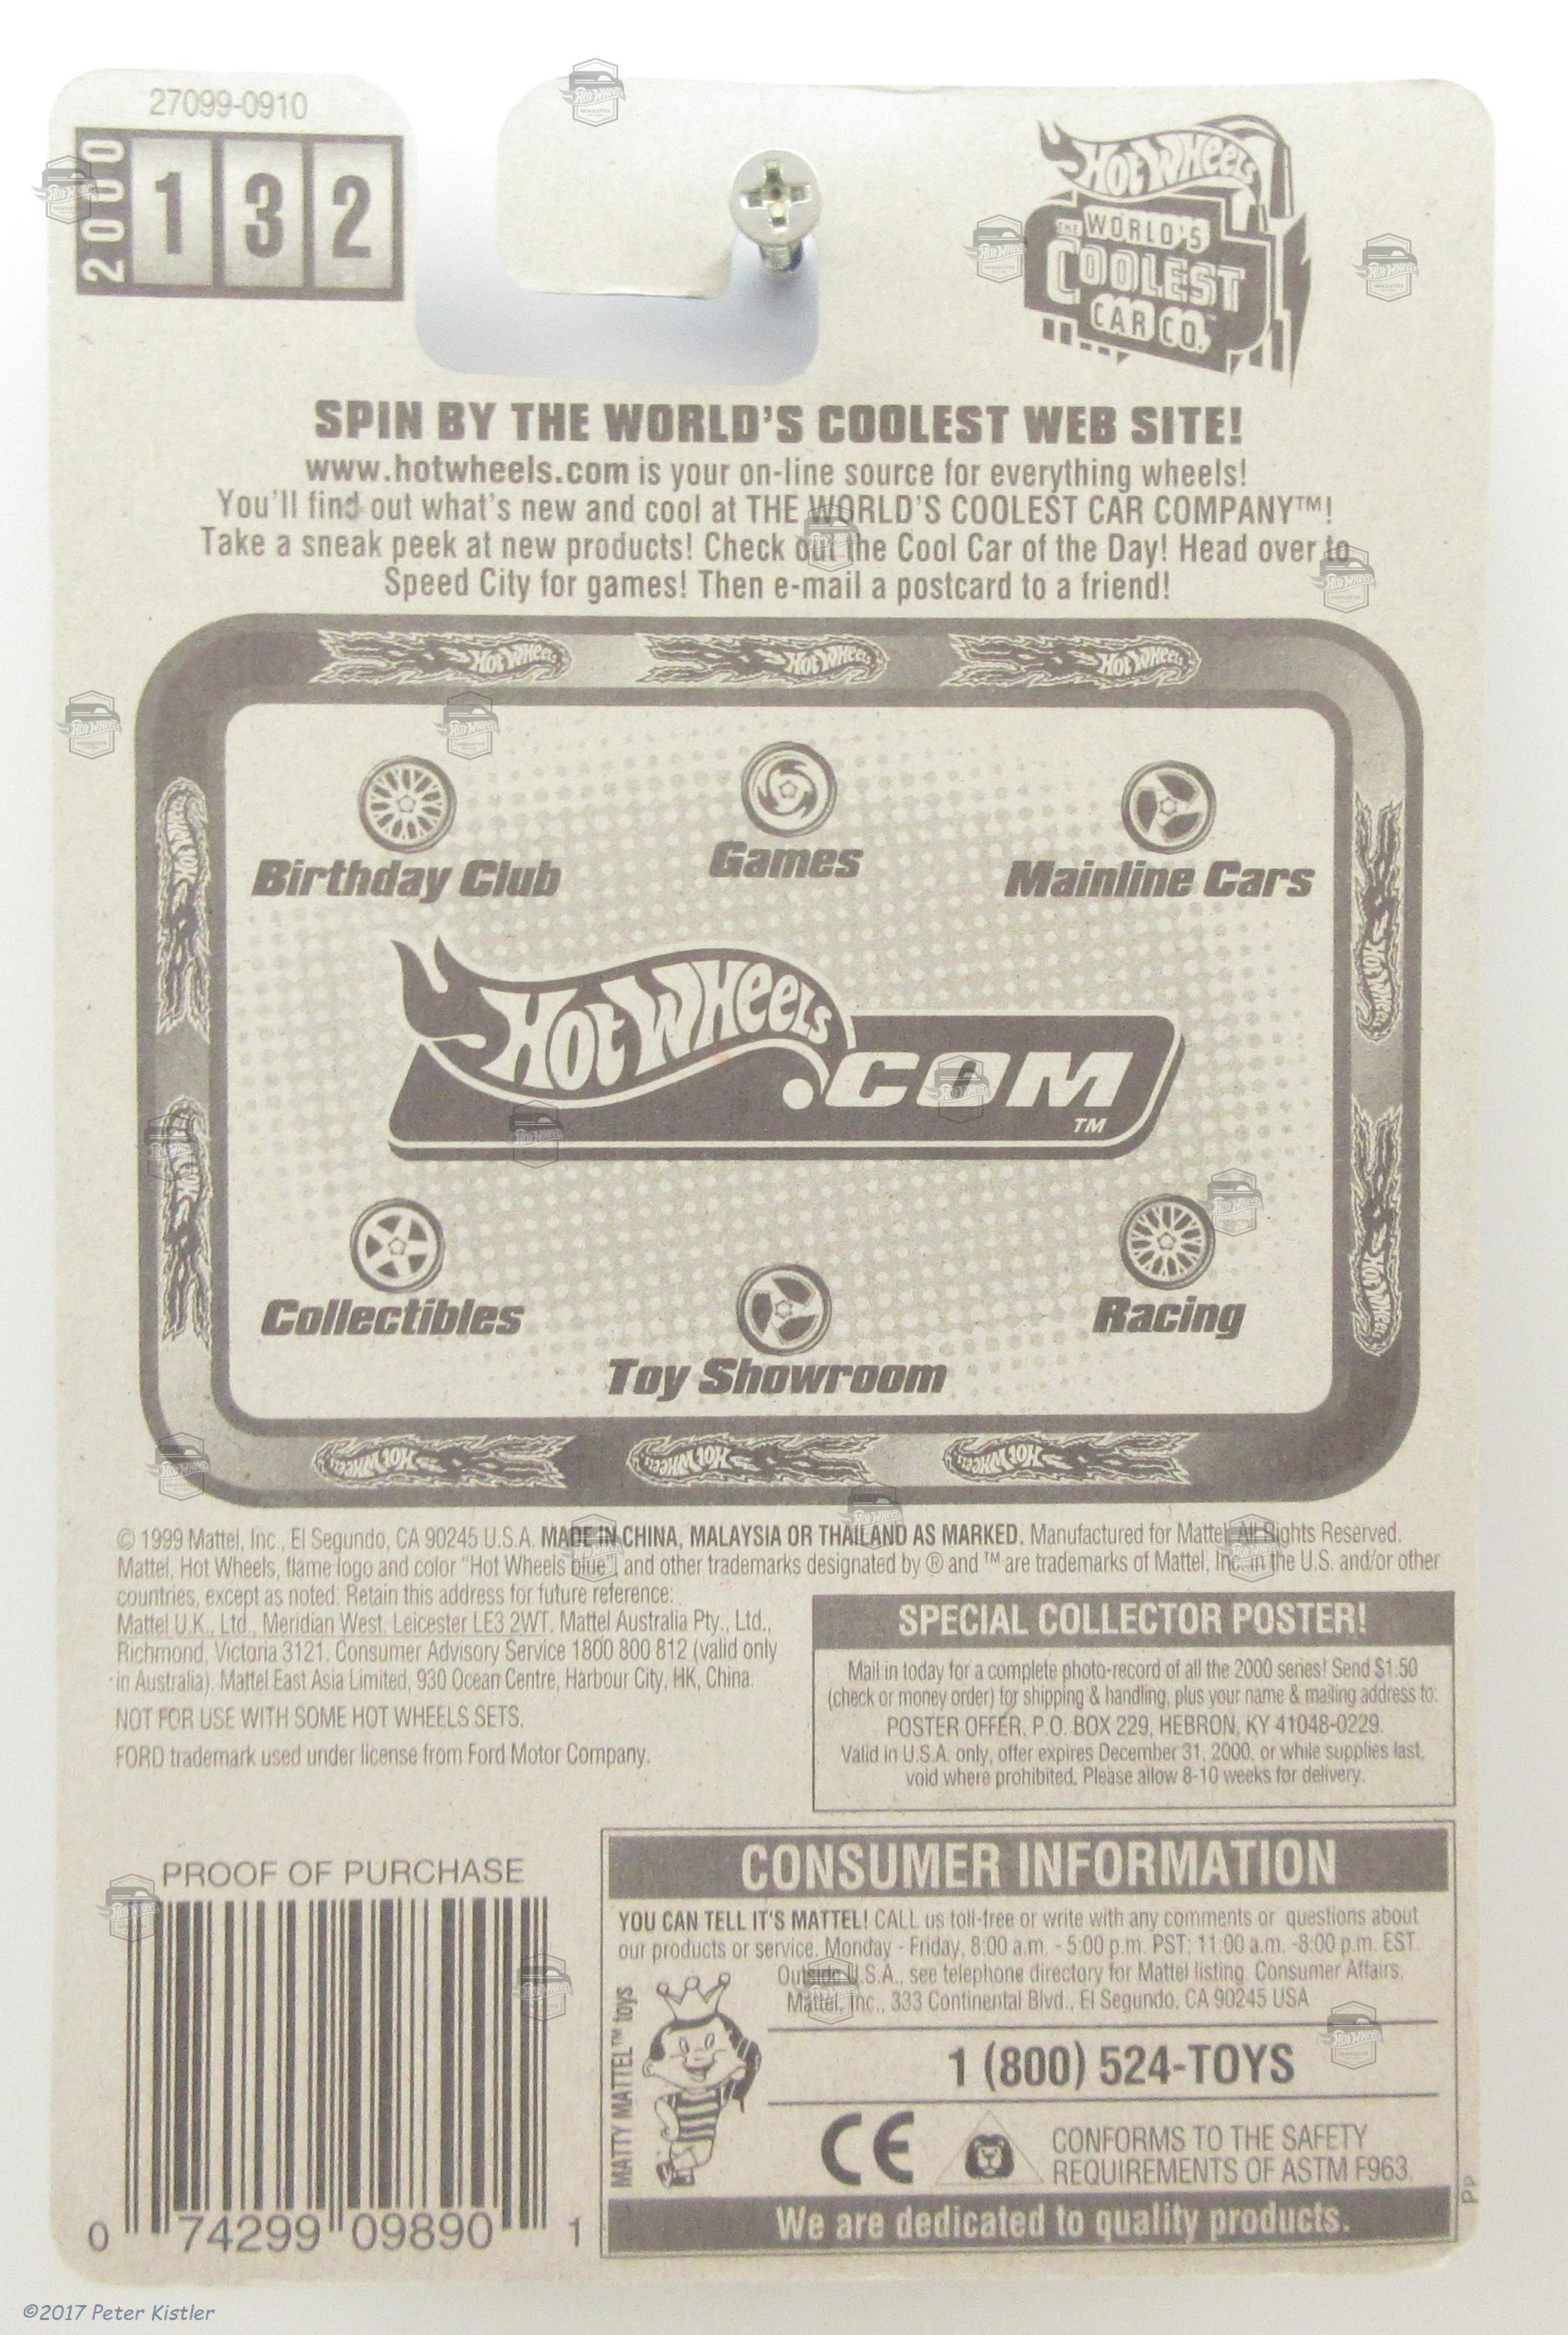 27099-0910
2000 132
HOT WHEELS
THE WORLD'S
COOLEST
CAR CO.™
SPIN BY THE WORLD'S COOLEST WEB SITE!
www.hotwheels.com is your on-line source for everything wheels!
You'll find out what's new and cool at THE WORLD'S COOLEST CAR COMPANY™!
Take a sneak peek at new products! Check out the Cool Car of the Day! Head over to
Speed City for games! Then e-mail a postcard to a friend!
HOT WHEELS HOT WHEELS HOT WHEELS
Birthday Club Games Mainline Cars
HOT WHEELS.COM™
Collectibles Toy Showroom Racing
HOT WHEELS HOT WHEELS HOT WHEELS
© 1999 Mattel, Inc., El Segundo, CA 90245 U.S.A. MADE IN CHINA, MALAYSIA OR THAILAND AS MARKED. Manufactured for Mattel. All Rights Reserved.
Mattel, Hot Wheels, flame logo and color "Hot Wheels blue", and other trademarks designated by ® and ™ are trademarks of Mattel, Inc. in the U.S. and/or other
countries, except as noted. Retain this address for future reference:
Mattel U.K., Ltd., Meridian West, Leicester LE3 2WT. Mattel Australia Pty., Ltd.,
Richmond, Victoria 3121. Consumer Advisory Service 1800 800 812 (valid only
in Australia). Mattel East Asia Limited, 930 Ocean Centre, Harbour City, HK, China.
NOT FOR USE WITH SOME HOT WHEELS SETS.
FORD trademark used under license from Ford Motor Company.
SPECIAL COLLECTOR POSTER!
Mail in today for a complete photo-record of all the 2000 series! Send $1.50
(check or money order) for shipping & handling, plus your name & mailing address to:
POSTER OFFER, P.O. BOX 229, HEBRON, KY 41048-0229.
Valid in U.S.A. only, offer expires December 31, 2000, or while supplies last,
void where prohibited. Please allow 8-10 weeks for delivery.
PROOF OF PURCHASE
0 74299 09890 1
CONSUMER INFORMATION
YOU CAN TELL IT'S MATTEL! CALL us toll-free or write with any comments or questions about
our products or service. Monday - Friday, 8:00 a.m. - 5:00 p.m. PST; 11:00 a.m. -8:00 p.m. EST.
Outside U.S.A., see telephone directory for Mattel listing. Consumer Affairs,
Mattel, Inc., 333 Continental Blvd., El Segundo, CA 90245 USA
MATTY MATTEL™ toys
1 (800) 524-TOYS
CE
CONFORMS TO THE SAFETY
REQUIREMENTS OF ASTM F963.
We are dedicated to quality products.
Pp
©2017 Peter Kistler